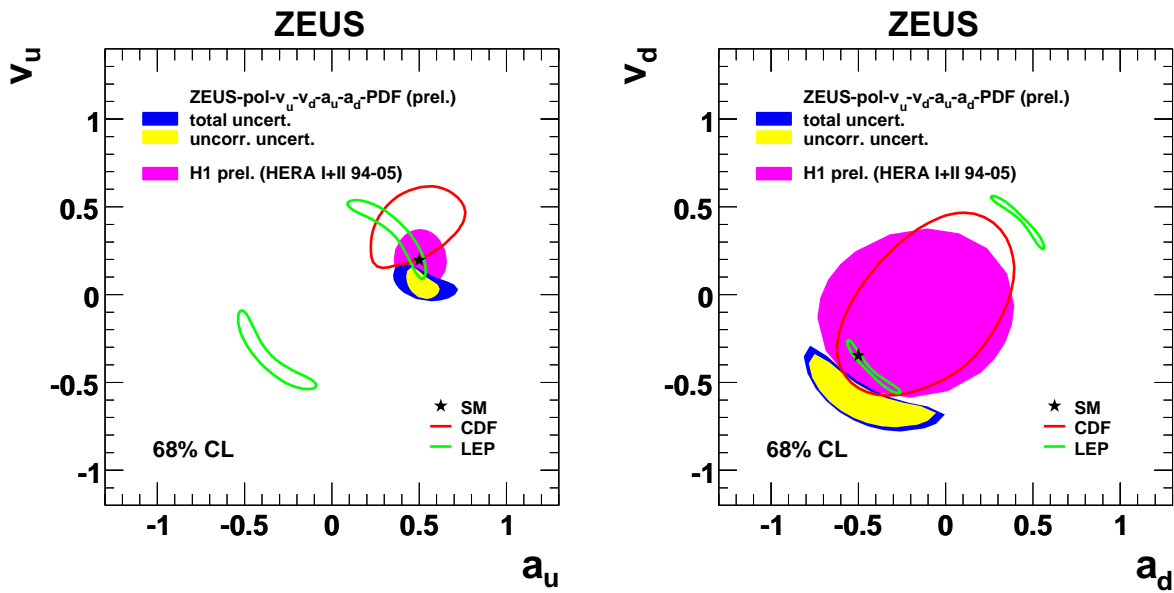 ZEUS
v_u
ZEUS-pol-v_u-v_d-a_u-a_d-PDF (prel.)
total uncert.
uncorr. uncert.
H1 prel. (HERA I+II 94-05)
1
0.5
0
-0.5
-1
SM
CDF
LEP
68% CL
-1 -0.5 0 0.5 1
a_u
ZEUS
v_d
ZEUS-pol-v_u-v_d-a_u-a_d-PDF (prel.)
total uncert.
uncorr. uncert.
H1 prel. (HERA I+II 94-05)
1
0.5
0
-0.5
-1
SM
CDF
LEP
68% CL
-1 -0.5 0 0.5 1
a_d